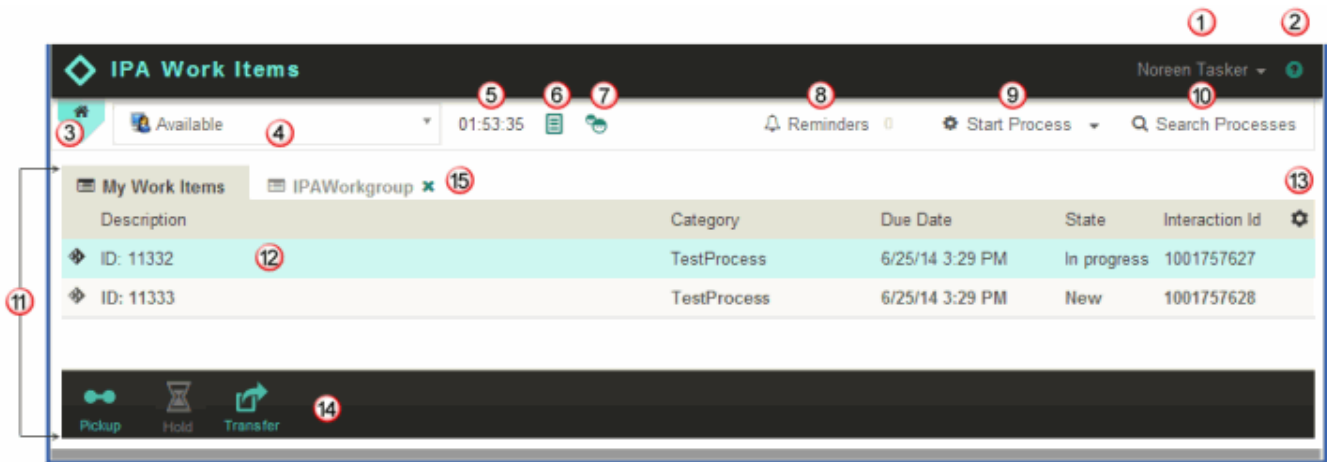 1 2
IPA Work Items Noreen Tasker ?
3 Available 4 01:53:35 5 6 7 Reminders 0 8 Start Process 9 Search Processes 10
My Work Items IPAWorkgroup x 15 13
Description Category Due Date State Interaction Id
ID: 11332 12 TestProcess 6/25/14 3:29 PM In progress 1001757627
11 ID: 11333 TestProcess 6/25/14 3:29 PM New 1001757628
Pickup Hold Transfer 14